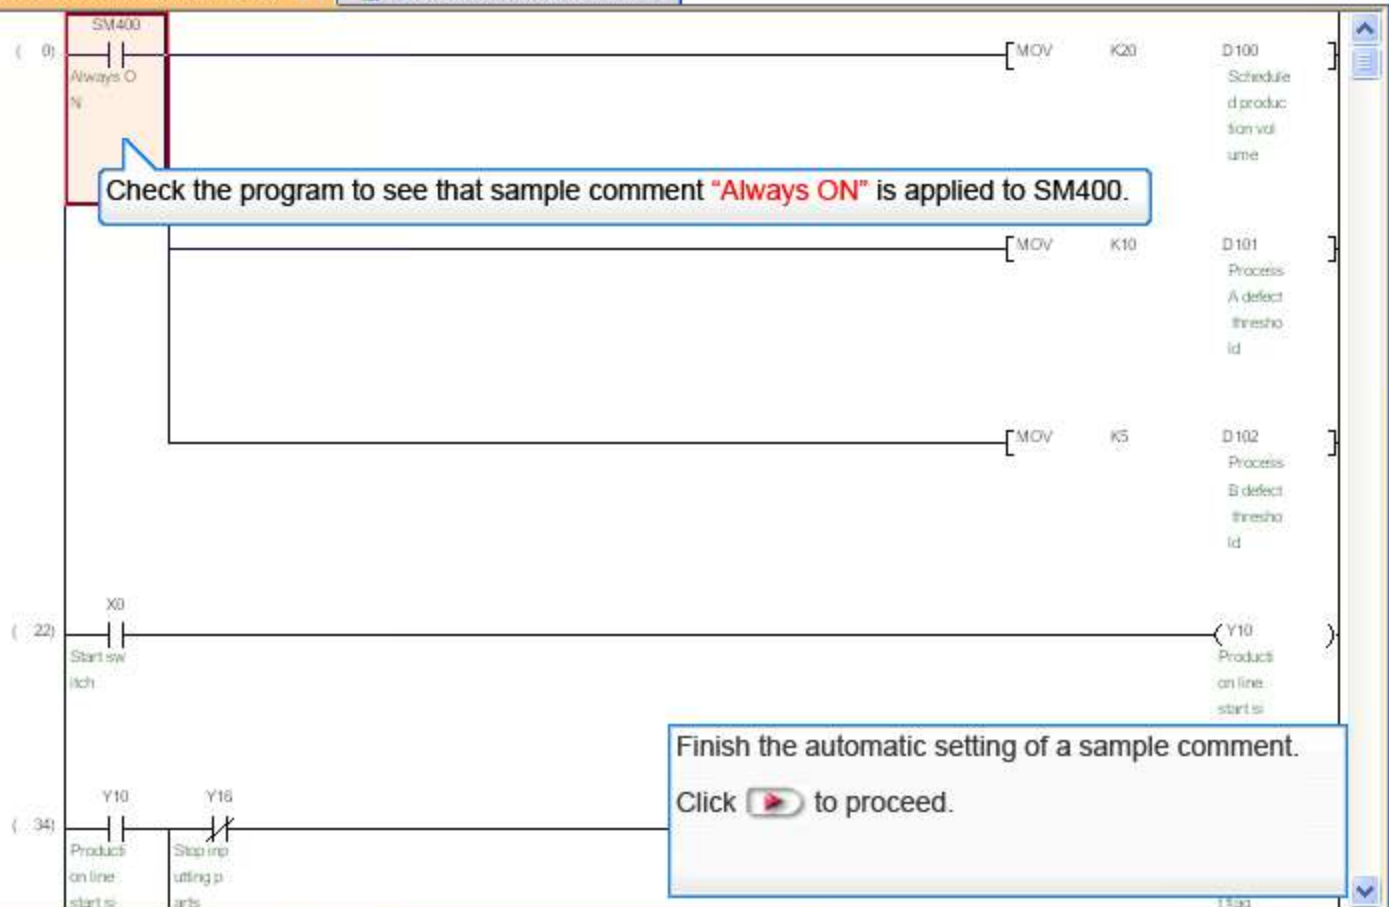 SM400
( 0)
MOV K20 D100
Always O
N
Schedule
d produc
tion vol
ume
Check the program to see that sample comment “Always ON” is applied to SM400.
MOV K10 D101
Process
A defect
thresho
ld
MOV K5 D102
Process
B defect
thresho
ld
X0
( 22)
Y10
Start sw
itch
Producti
on line
start si
Finish the automatic setting of a sample comment.
Click to proceed.
Y10 Y16
( 34)
Producti
on line
start si
Stop inp
utting p
arts